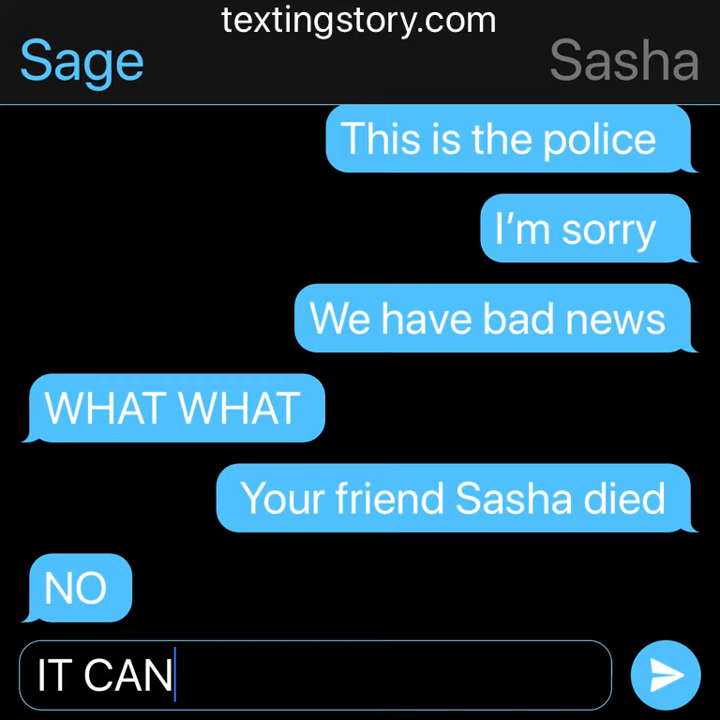 textingstory.com
Sage
Sasha
This is the police
I’m sorry
We have bad news
WHAT WHAT
Your friend Sasha died
NO
IT CAN